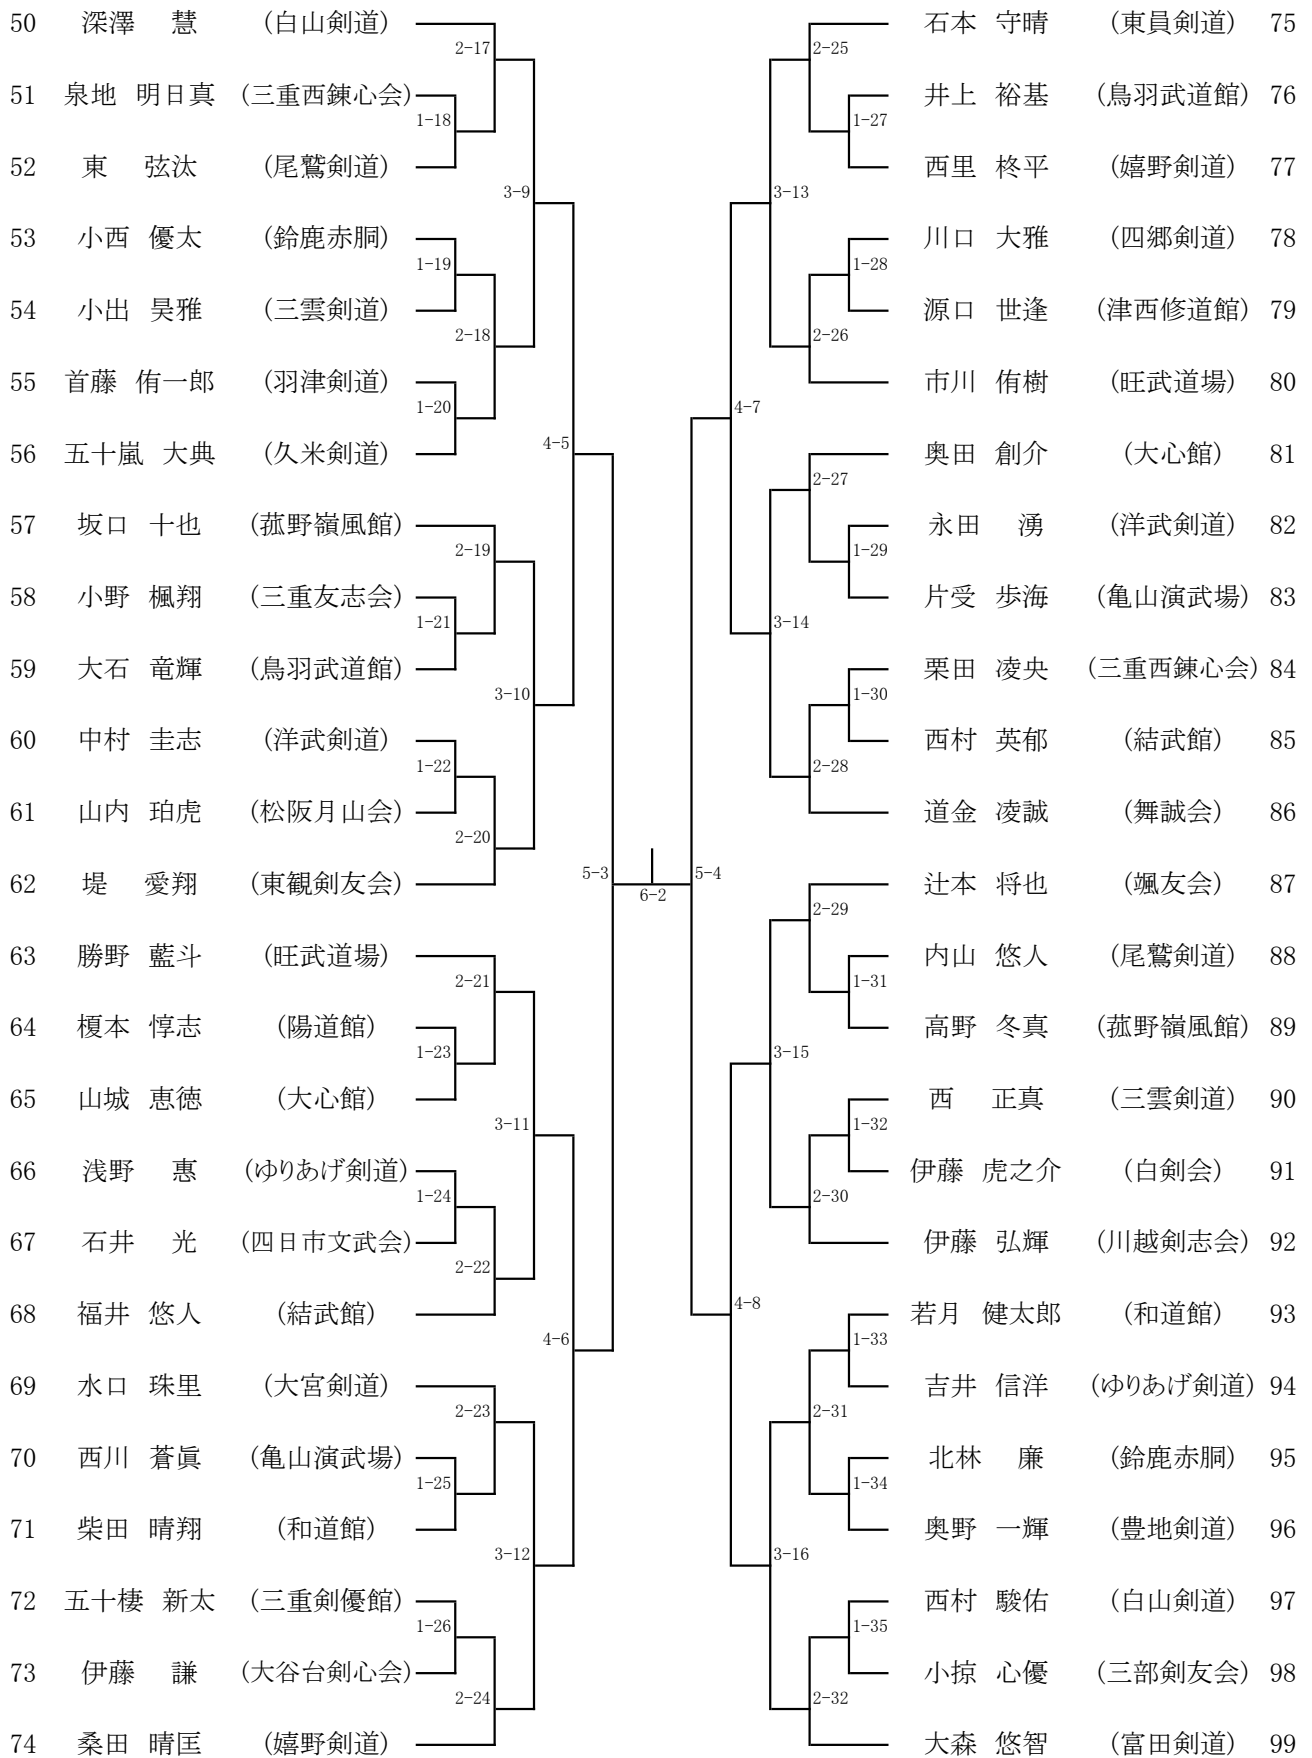 50 深澤 慧 (白山剣道)
2-17
51 泉地 明日真 (三重西錬心会)
1-18
52 東 弦汰 (尾鷲剣道)
3-9
53 小西 優太 (鈴鹿赤胴)
1-19
54 小出 昊雅 (三雲剣道)
2-18
55 首藤 侑一郎 (羽津剣道)
1-20
4-5
56 五十嵐 大典 (久米剣道)
57 坂口 十也 (菰野嶺風館)
2-19
58 小野 楓翔 (三重友志会)
1-21
59 大石 竜輝 (鳥羽武道館)
3-10
60 中村 圭志 (洋武剣道)
1-22
61 山内 珀虎 (松阪月山会)
2-20
62 堤 愛翔 (東観剣友会)
5-3
6-2
63 勝野 藍斗 (旺武道場)
2-21
64 榎本 惇志 (陽道館)
1-23
65 山城 恵徳 (大心館)
3-11
66 浅野 惠 (ゆりあげ剣道)
1-24
67 石井 光 (四日市文武会)
2-22
68 福井 悠人 (結武館)
4-6
69 水口 珠里 (大宮剣道)
2-23
70 西川 蒼眞 (亀山演武場)
1-25
71 柴田 晴翔 (和道館)
3-12
72 五十棲 新太 (三重剣優館)
1-26
73 伊藤 謙 (大谷台剣心会)
2-24
74 桑田 晴匡 (嬉野剣道)
石本 守晴 (東員剣道) 75
2-25
井上 裕基 (鳥羽武道館) 76
1-27
西里 柊平 (嬉野剣道) 77
3-13
川口 大雅 (四郷剣道) 78
1-28
源口 世逢 (津西修道館) 79
2-26
市川 侑樹 (旺武道場) 80
4-7
奥田 創介 (大心館) 81
2-27
永田 湧 (洋武剣道) 82
1-29
片受 歩海 (亀山演武場) 83
3-14
栗田 凌央 (三重西錬心会) 84
1-30
西村 英郁 (結武館) 85
2-28
道金 凌誠 (舞誠会) 86
5-4
辻本 将也 (颯友会) 87
2-29
内山 悠人 (尾鷲剣道) 88
1-31
高野 冬真 (菰野嶺風館) 89
3-15
西 正真 (三雲剣道) 90
1-32
伊藤 虎之介 (白剣会) 91
2-30
伊藤 弘輝 (川越剣志会) 92
4-8
若月 健太郎 (和道館) 93
1-33
吉井 信洋 (ゆりあげ剣道) 94
2-31
北林 廉 (鈴鹿赤胴) 95
1-34
奥野 一輝 (豊地剣道) 96
3-16
西村 駿佑 (白山剣道) 97
1-35
小掠 心優 (三部剣友会) 98
2-32
大森 悠智 (富田剣道) 99